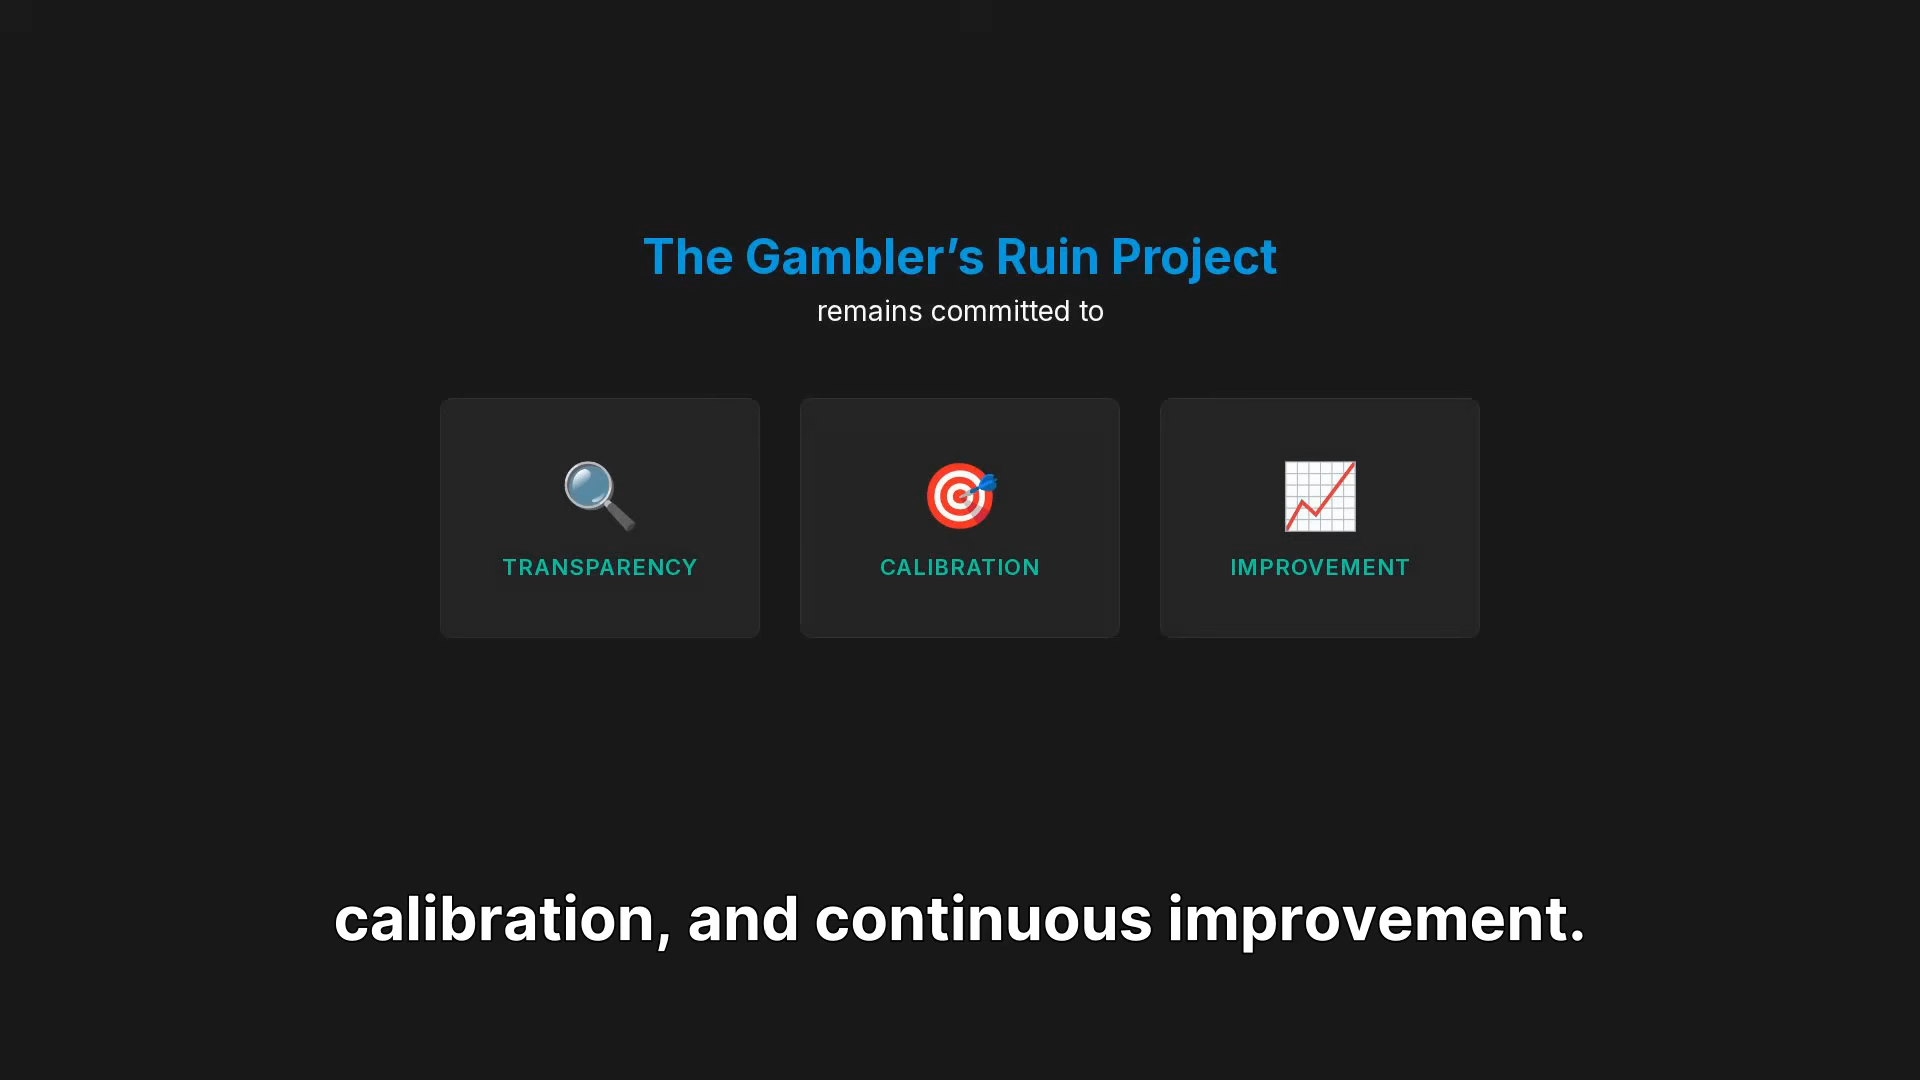 The Gambler’s Ruin Project
remains committed to
TRANSPARENCY
CALIBRATION
IMPROVEMENT
calibration, and continuous improvement.